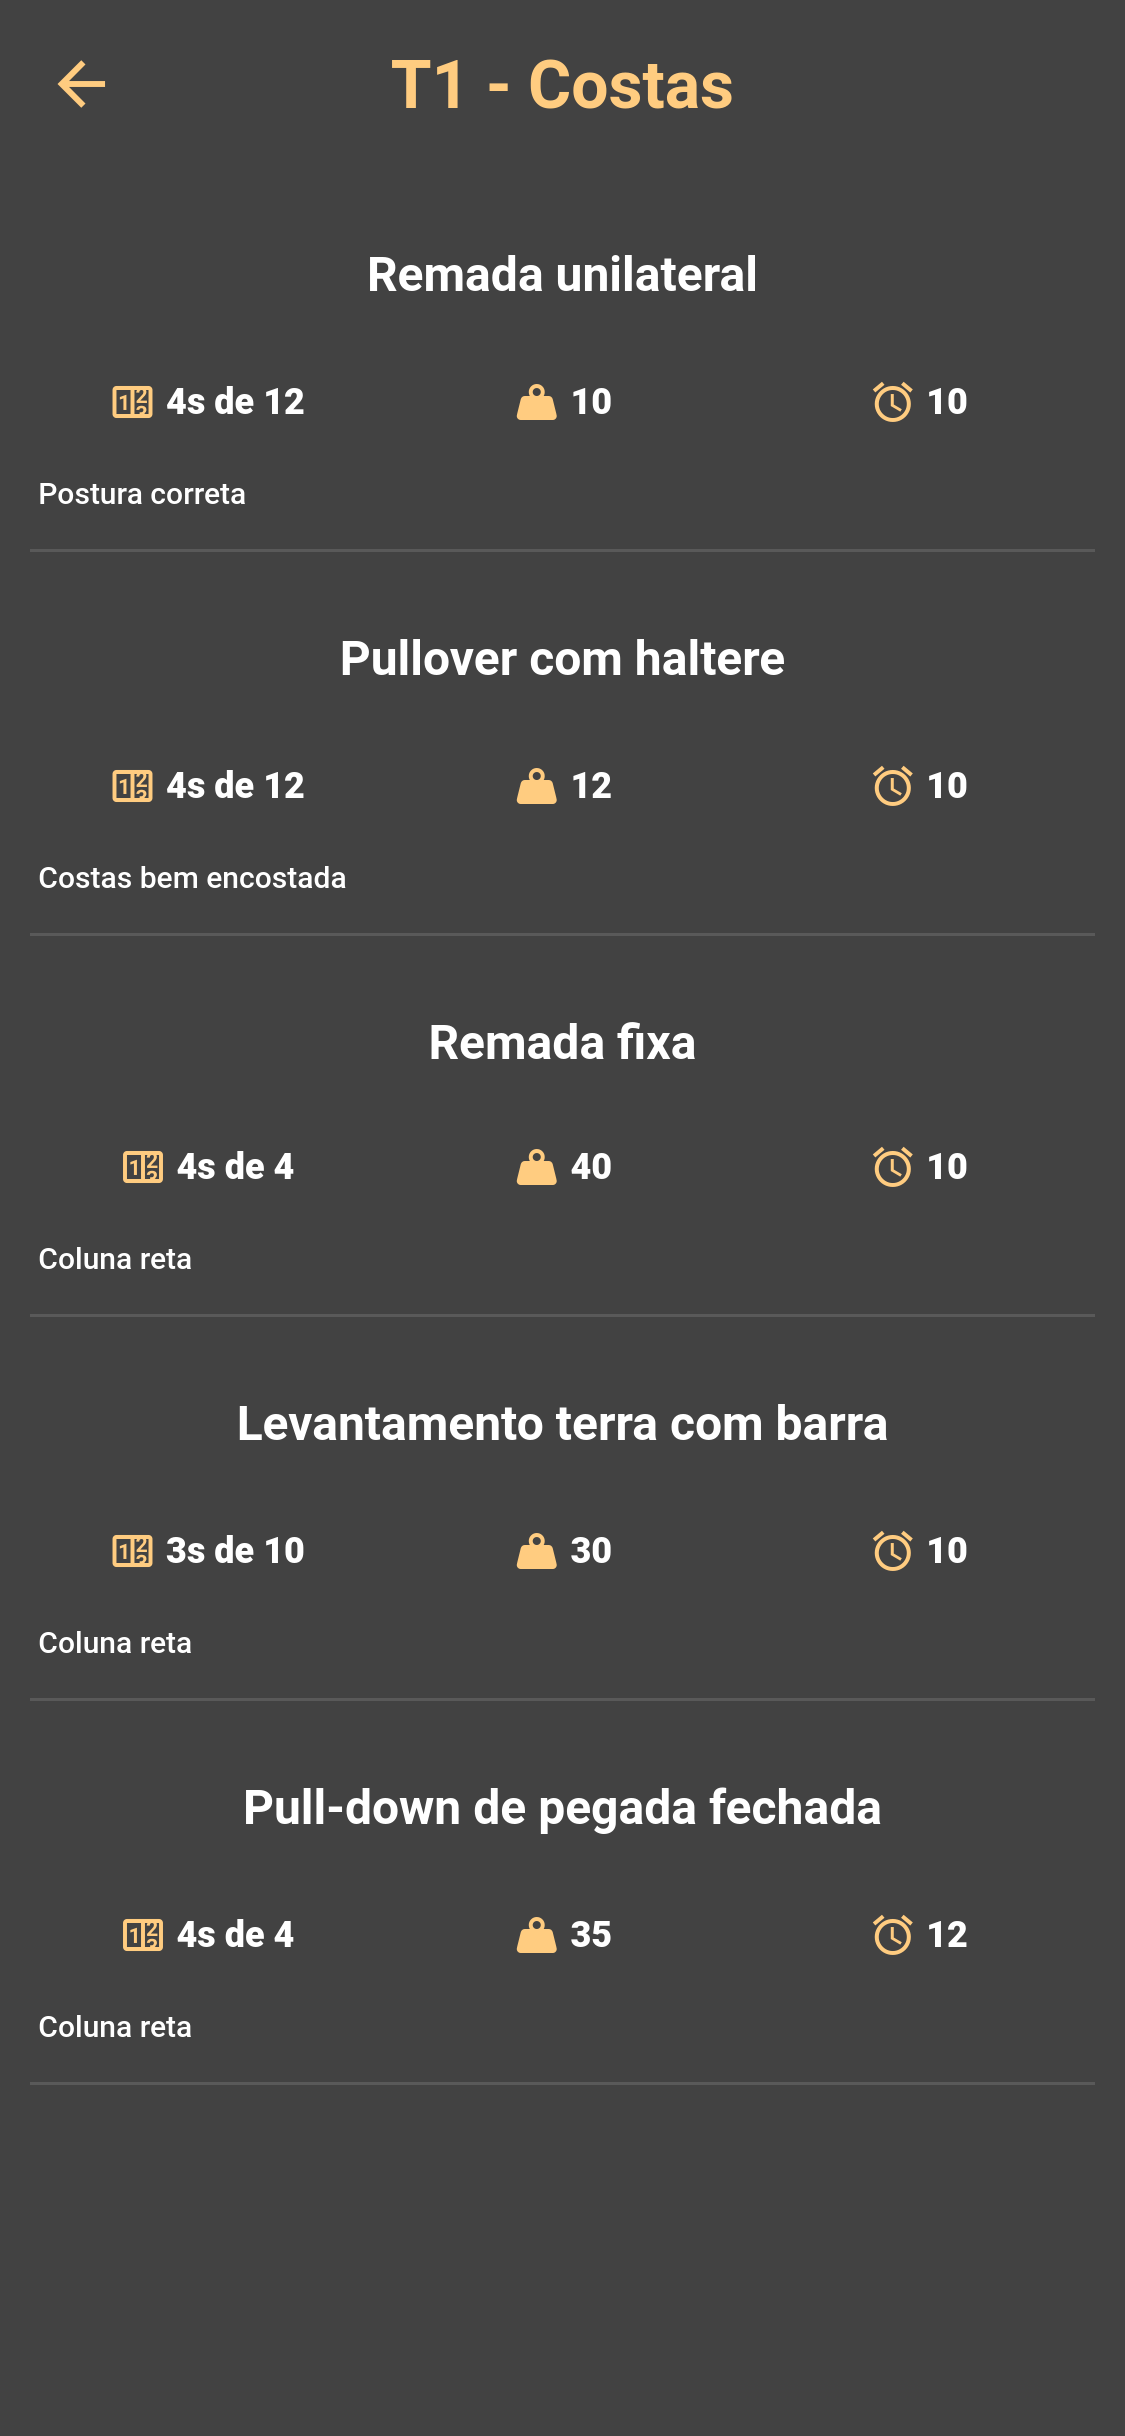 T1 - Costas
Remada unilateral
4s de 12 10 10
Postura correta
Pullover com haltere
4s de 12 12 10
Costas bem encostada
Remada fixa
4s de 4 40 10
Coluna reta
Levantamento terra com barra
3s de 10 30 10
Coluna reta
Pull-down de pegada fechada
4s de 4 35 12
Coluna reta